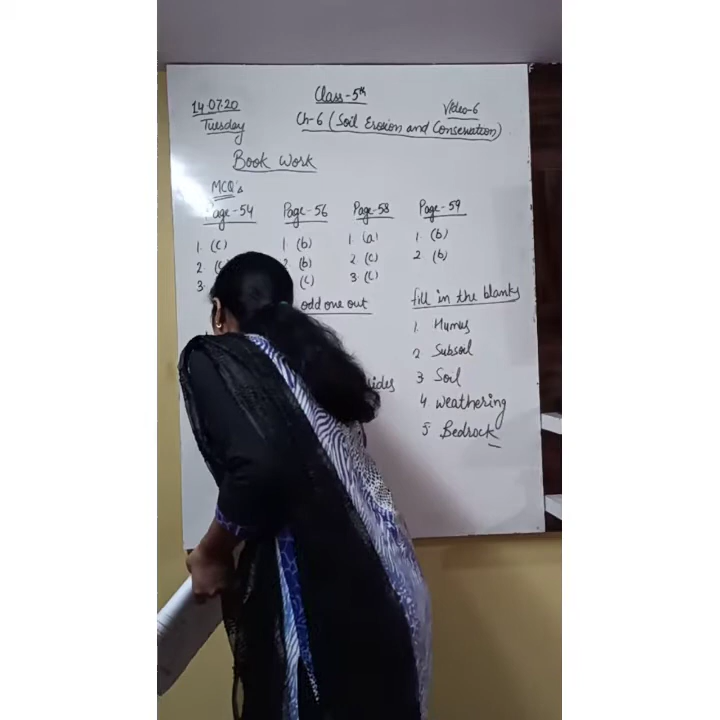 Class-5th
14.07.20
Tuesday
Video-6
Ch-6 (Soil Erosion and Conservation)
Book Work
MCQ's
Page-54
1. (c)
2.
3.
Page-56
1. (b)
2. (b)
(c)
Page-58
1. (a)
2. (c)
3. (c)
Page-59
1. (b)
2. (b)
odd one out
fill in the blanks
1. Humus
2 Subsoil
3 Soil
4 weathering
5 Bedrock